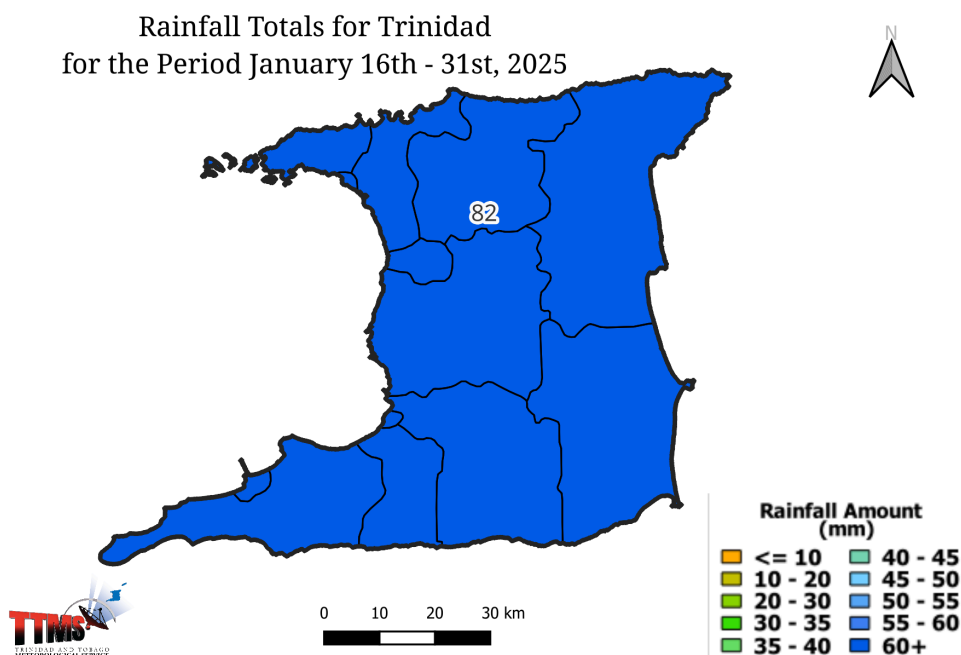 Rainfall Totals for Trinidad
for the Period January 16th - 31st, 2025
N
82
Rainfall Amount
(mm)
<= 10
10 - 20
20 - 30
30 - 35
35 - 40
40 - 45
45 - 50
50 - 55
55 - 60
60+
0 10 20 30 km
TTMS
TRINIDAD AND TOBAGO
METEOROLOGICAL SERVICE